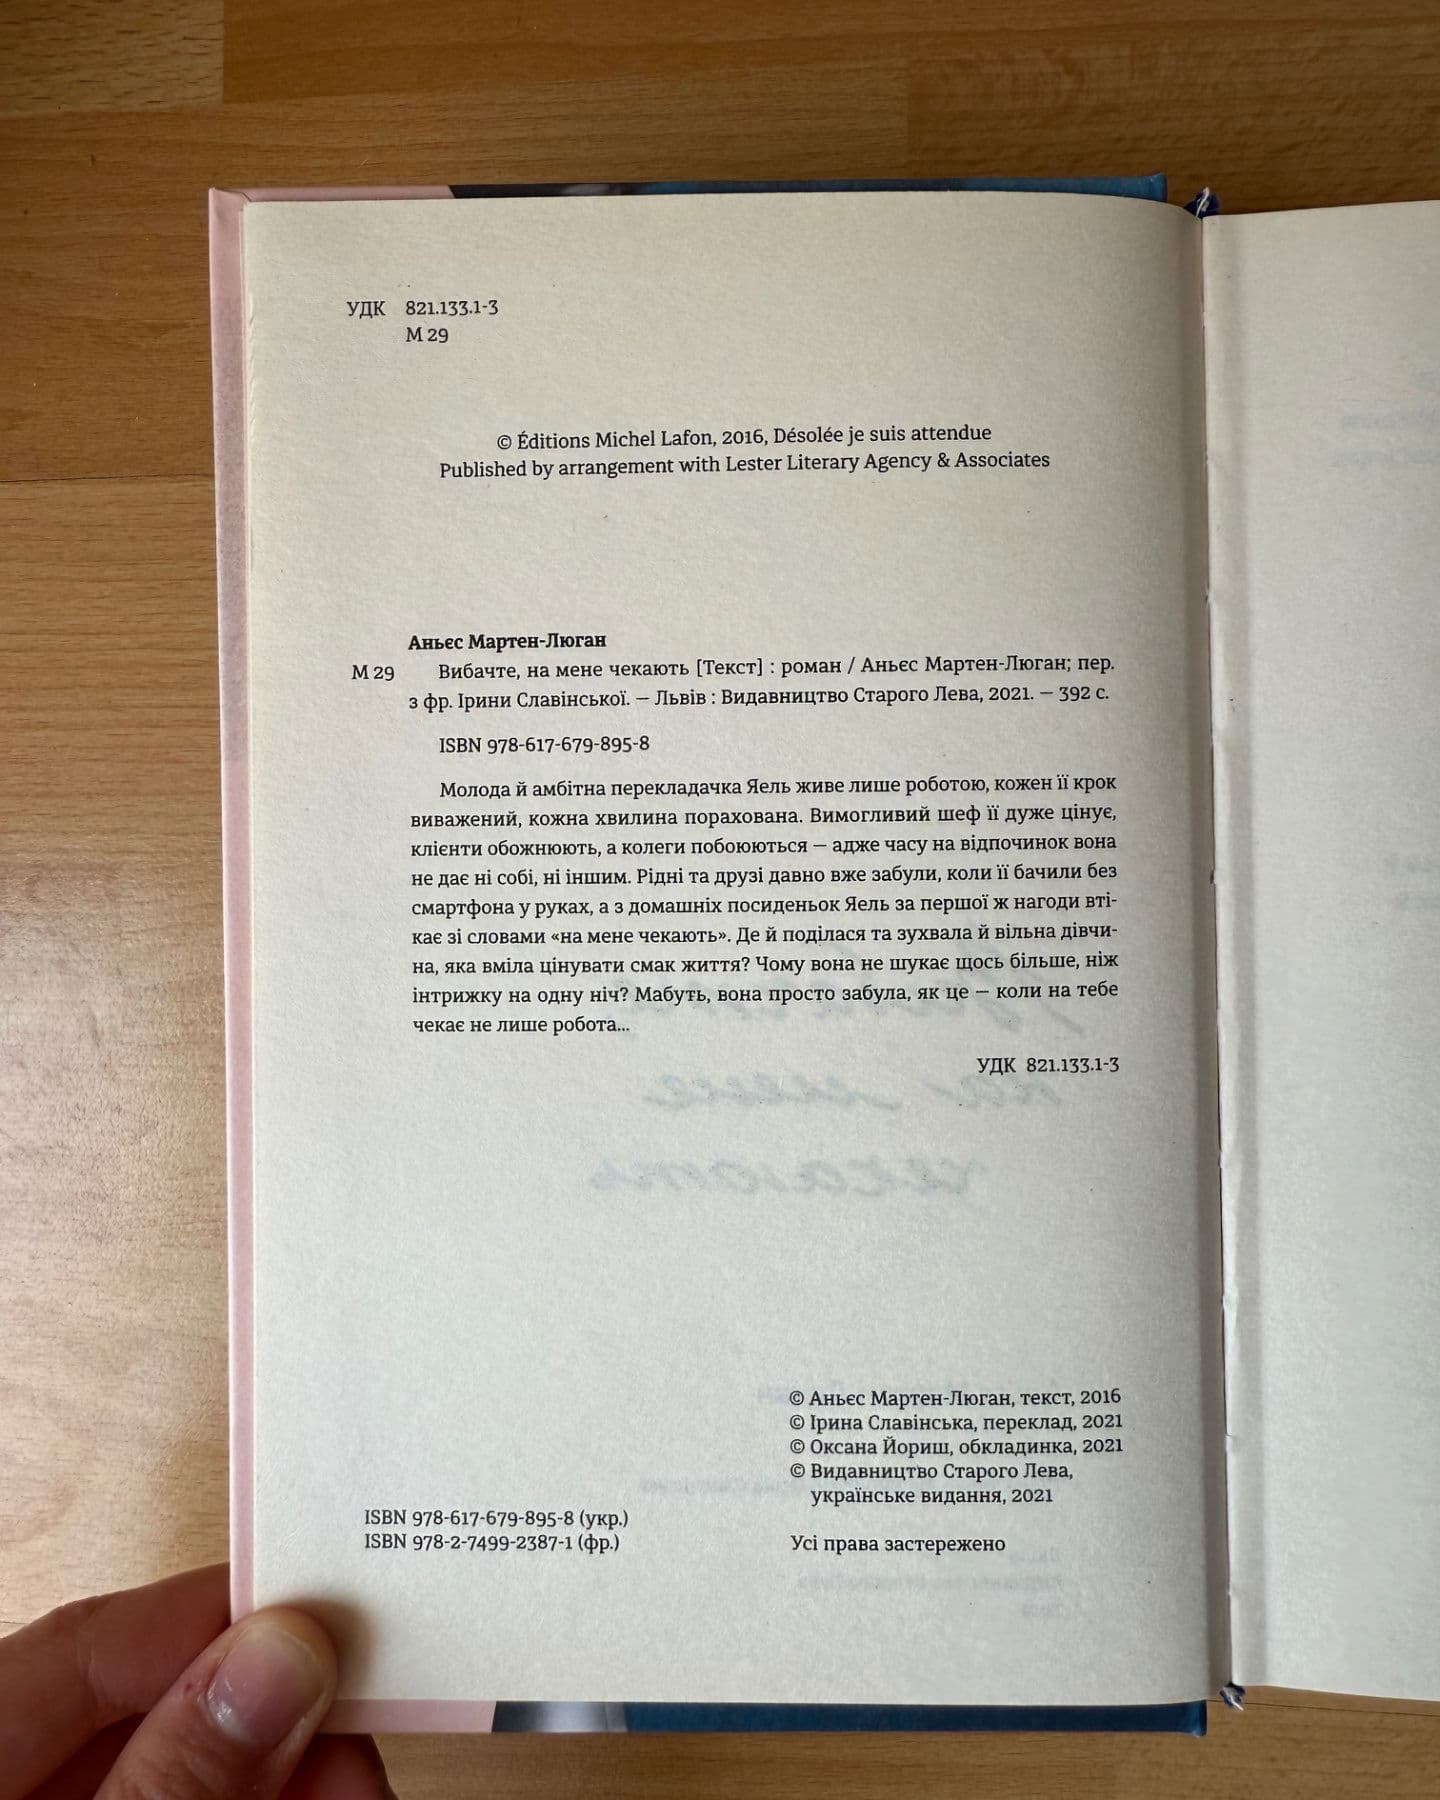 УДК 821.133.1-3
М 29
© Éditions Michel Lafon, 2016, Désolée je suis attendue
Published by arrangement with Lester Literary Agency & Associates
Аньєс Мартен-Люган
М 29 Вибачте, на мене чекають [Текст] : роман / Аньєс Мартен-Люган; пер.
з фр. Ірини Славінської. — Львів : Видавництво Старого Лева, 2021. — 392 с.
ISBN 978-617-679-895-8
Молода й амбітна перекладачка Яель живе лише роботою, кожен її крок
виважений, кожна хвилина порахована. Вимогливий шеф її дуже цінує,
клієнти обожнюють, а колеги побоюються — адже часу на відпочинок вона
не дає ні собі, ні іншим. Рідні та друзі давно вже забули, коли її бачили без
смартфона у руках, а з домашніх посиденьок Яель за першої ж нагоди вті-
кає зі словами «на мене чекають». Де й поділася та зухвала й вільна дівчи-
на, яка вміла цінувати смак життя? Чому вона не шукає щось більше, ніж
інтрижку на одну ніч? Мабуть, вона просто забула, як це — коли на тебе
чекає не лише робота...
УДК 821.133.1-3
© Аньєс Мартен-Люган, текст, 2016
© Ірина Славінська, переклад, 2021
© Оксана Йориш, обкладинка, 2021
© Видавництво Старого Лева,
українське видання, 2021
ISBN 978-617-679-895-8 (укр.)
ISBN 978-2-7499-2387-1 (фр.)
Усі права застережено